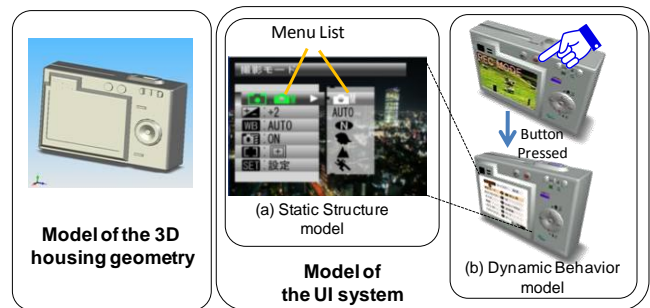 Model of the 3D
housing geometry
Menu List
撮影モード
+2
AUTO
WB AUTO
ON
SET 設定
(a) Static Structure
model
Model of
the UI system
REC MODE
Button
Pressed
(b) Dynamic Behavior
model